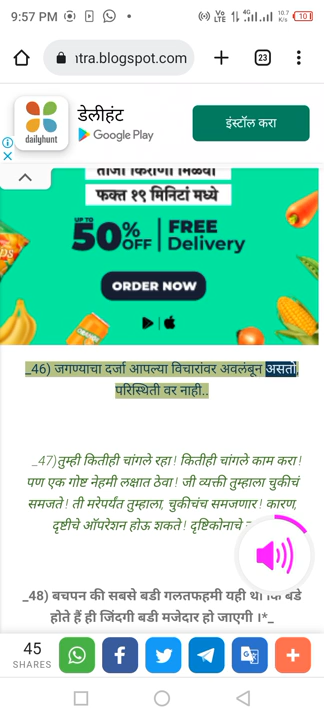 9:57 PM
Vo LTE 4G 10.7 K/s 10
ntra.blogspot.com
23
डेलीहंट
Google Play
dailyhunt
इंस्टॉल करा
ताजा किराणा मिळवा
फक्त १९ मिनिटां मध्ये
UP TO 50% OFF FREE Delivery
ORDER NOW
_46) जगण्याचा दर्जा आपल्या विचारांवर अवलंबून असतो,
परिस्थिती वर नाही..
_47)तुम्ही कितीही चांगले रहा! कितीही चांगले काम करा!
पण एक गोष्ट नेहमी लक्षात ठेवा! जी व्यक्ती तुम्हाला चुकीचं
समजते! ती मरेपर्यंत तुम्हाला, चुकीचंच समजणार! कारण,
दृष्टीचे ऑपरेशन होऊ शकते! दृष्टिकोनाचे
_48) बचपन की सबसे बडी गलतफहमी यही थी कि बडे
होते हैं ही जिंदगी बडी मजेदार हो जाएगी !*_
45
SHARES